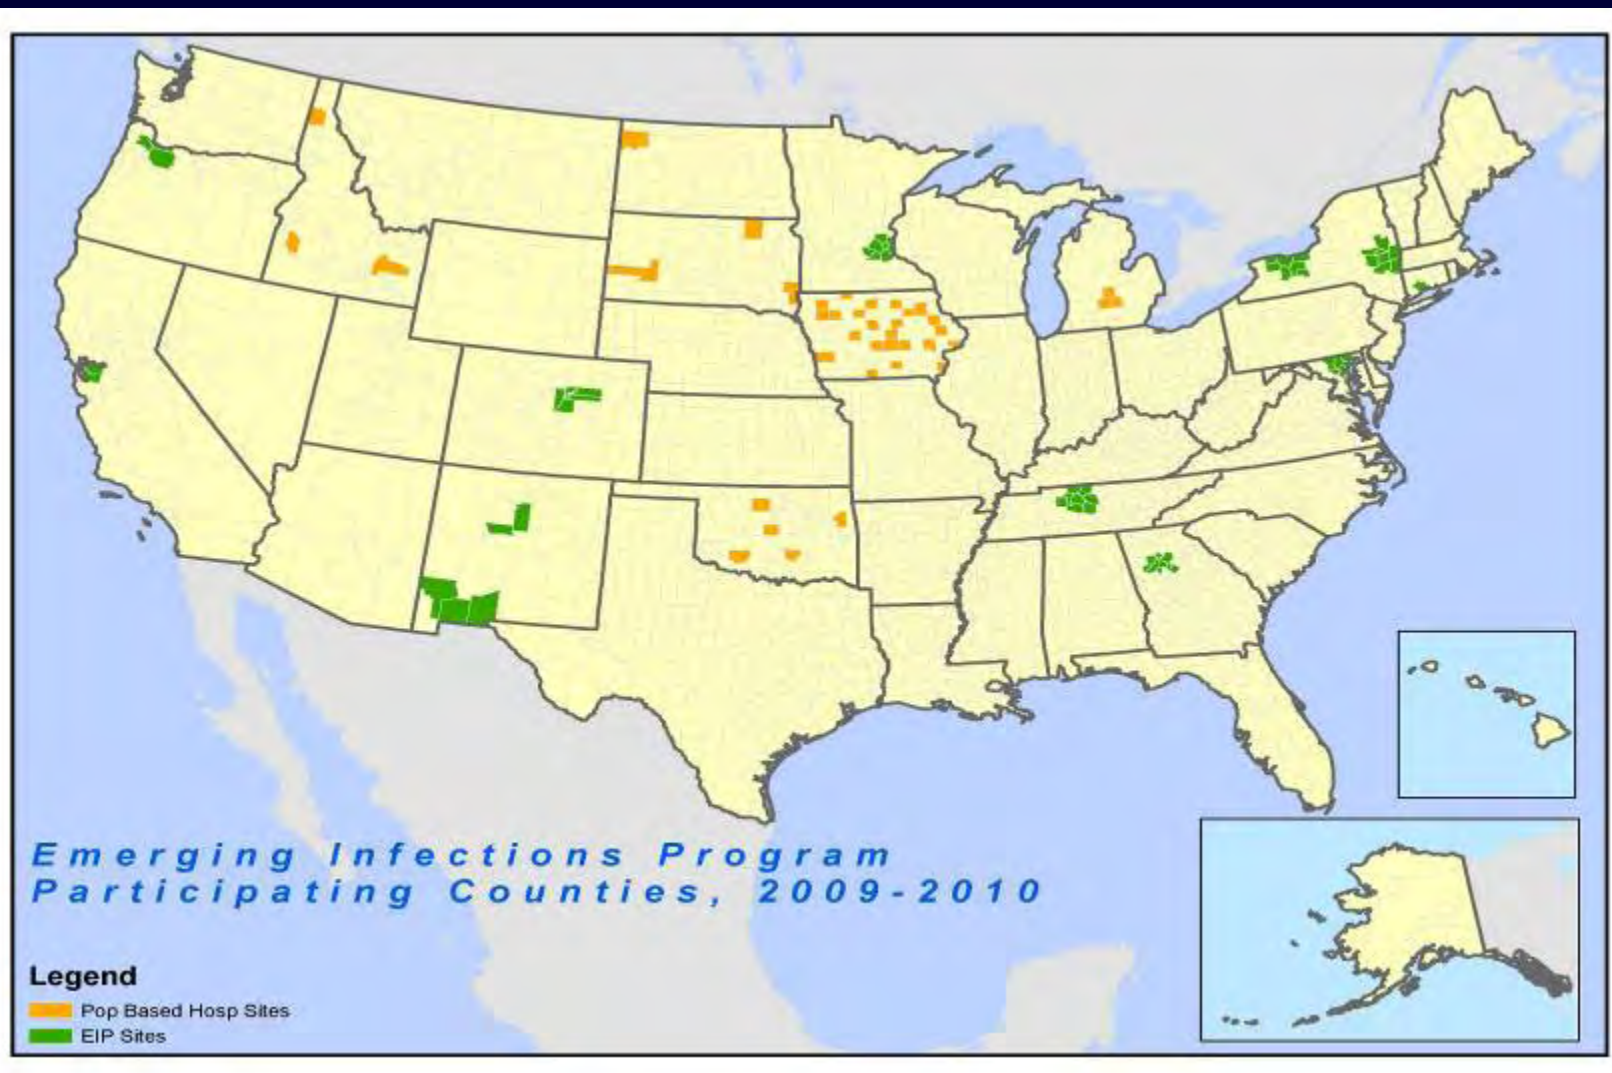 Emerging Infections Program
Participating Counties, 2009-2010
Legend
Pop Based Hosp Sites
EIP Sites